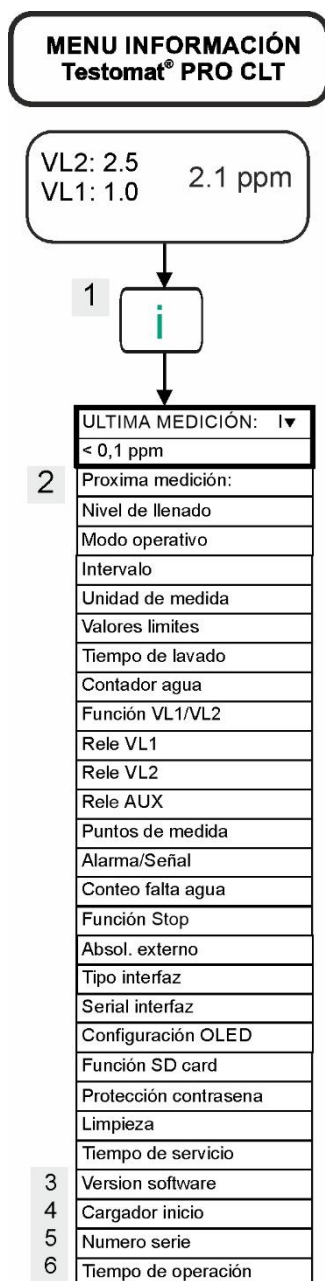 MENU INFORMACIÓN
Testomat® PRO CLT
VL2: 2.5
VL1: 1.0
2.1 ppm
1
i
ULTIMA MEDICIÓN: I▼
< 0,1 ppm
2 Proxima medición:
Nivel de llenado
Modo operativo
Intervalo
Unidad de medida
Valores limites
Tiempo de lavado
Contador agua
Función VL1/VL2
Rele VL1
Rele VL2
Rele AUX
Puntos de medida
Alarma/Señal
Conteo falta agua
Función Stop
Absol. externo
Tipo interfaz
Serial interfaz
Configuración OLED
Función SD card
Protección contrasena
Limpieza
Tiempo de servicio
3 Version software
4 Cargador inicio
5 Numero serie
6 Tiempo de operación